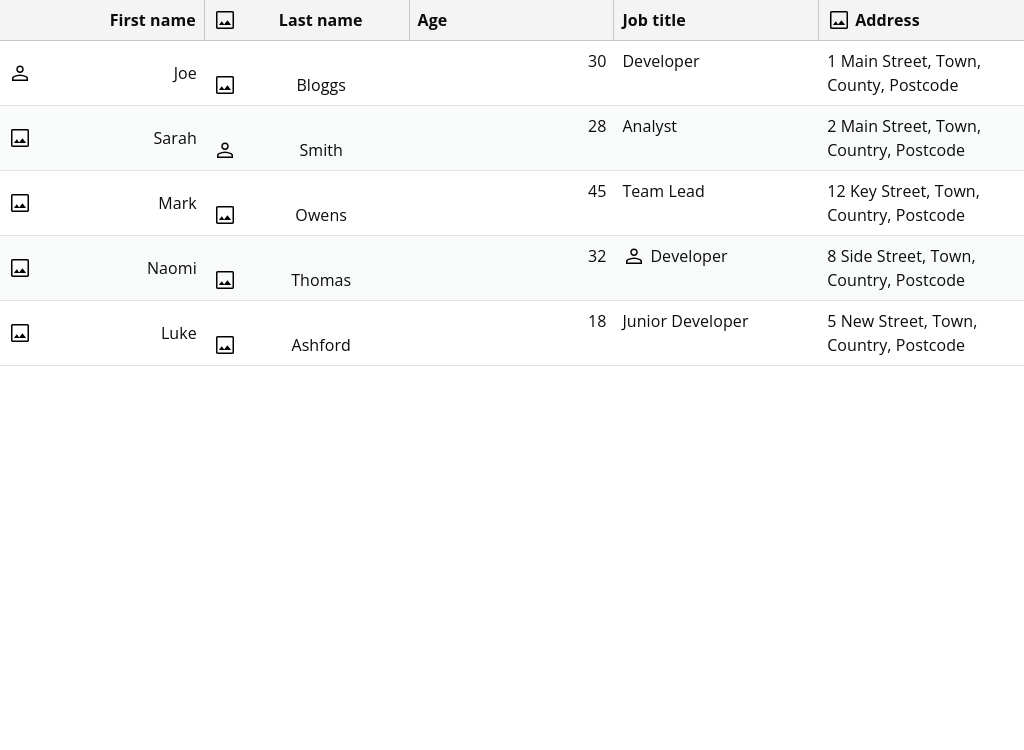 First name Last name Age Job title Address
Joe Bloggs 30 Developer 1 Main Street, Town,
County, Postcode
Sarah Smith 28 Analyst 2 Main Street, Town,
Country, Postcode
Mark Owens 45 Team Lead 12 Key Street, Town,
Country, Postcode
Naomi Thomas 32 Developer 8 Side Street, Town,
Country, Postcode
Luke Ashford 18 Junior Developer 5 New Street, Town,
Country, Postcode